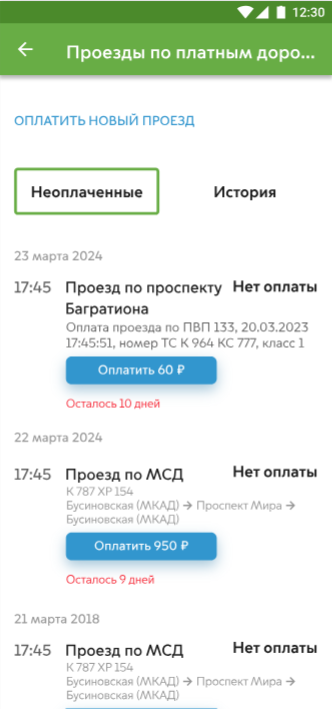 12:30
Проезды по платным доро...
ОПЛАТИТЬ НОВЫЙ ПРОЕЗД
Неоплаченные
История
23 марта 2024
17:45 Проезд по проспекту Багратиона Нет оплаты
Оплата проезда по ПВП 133, 20.03.2023
17:45:51, номер ТС К 964 КС 777, класс 1
Оплатить 60 ₽
Осталось 10 дней
22 марта 2024
17:45 Проезд по МСД Нет оплаты
К 787 ХР 154
Бусиновская (МКАД) → Проспект Мира →
Бусиновская (МКАД)
Оплатить 950 ₽
Осталось 9 дней
21 марта 2018
17:45 Проезд по МСД Нет оплаты
К 787 ХР 154
Бусиновская (МКАД) → Проспект Мира →
Бусиновская (МКАД)